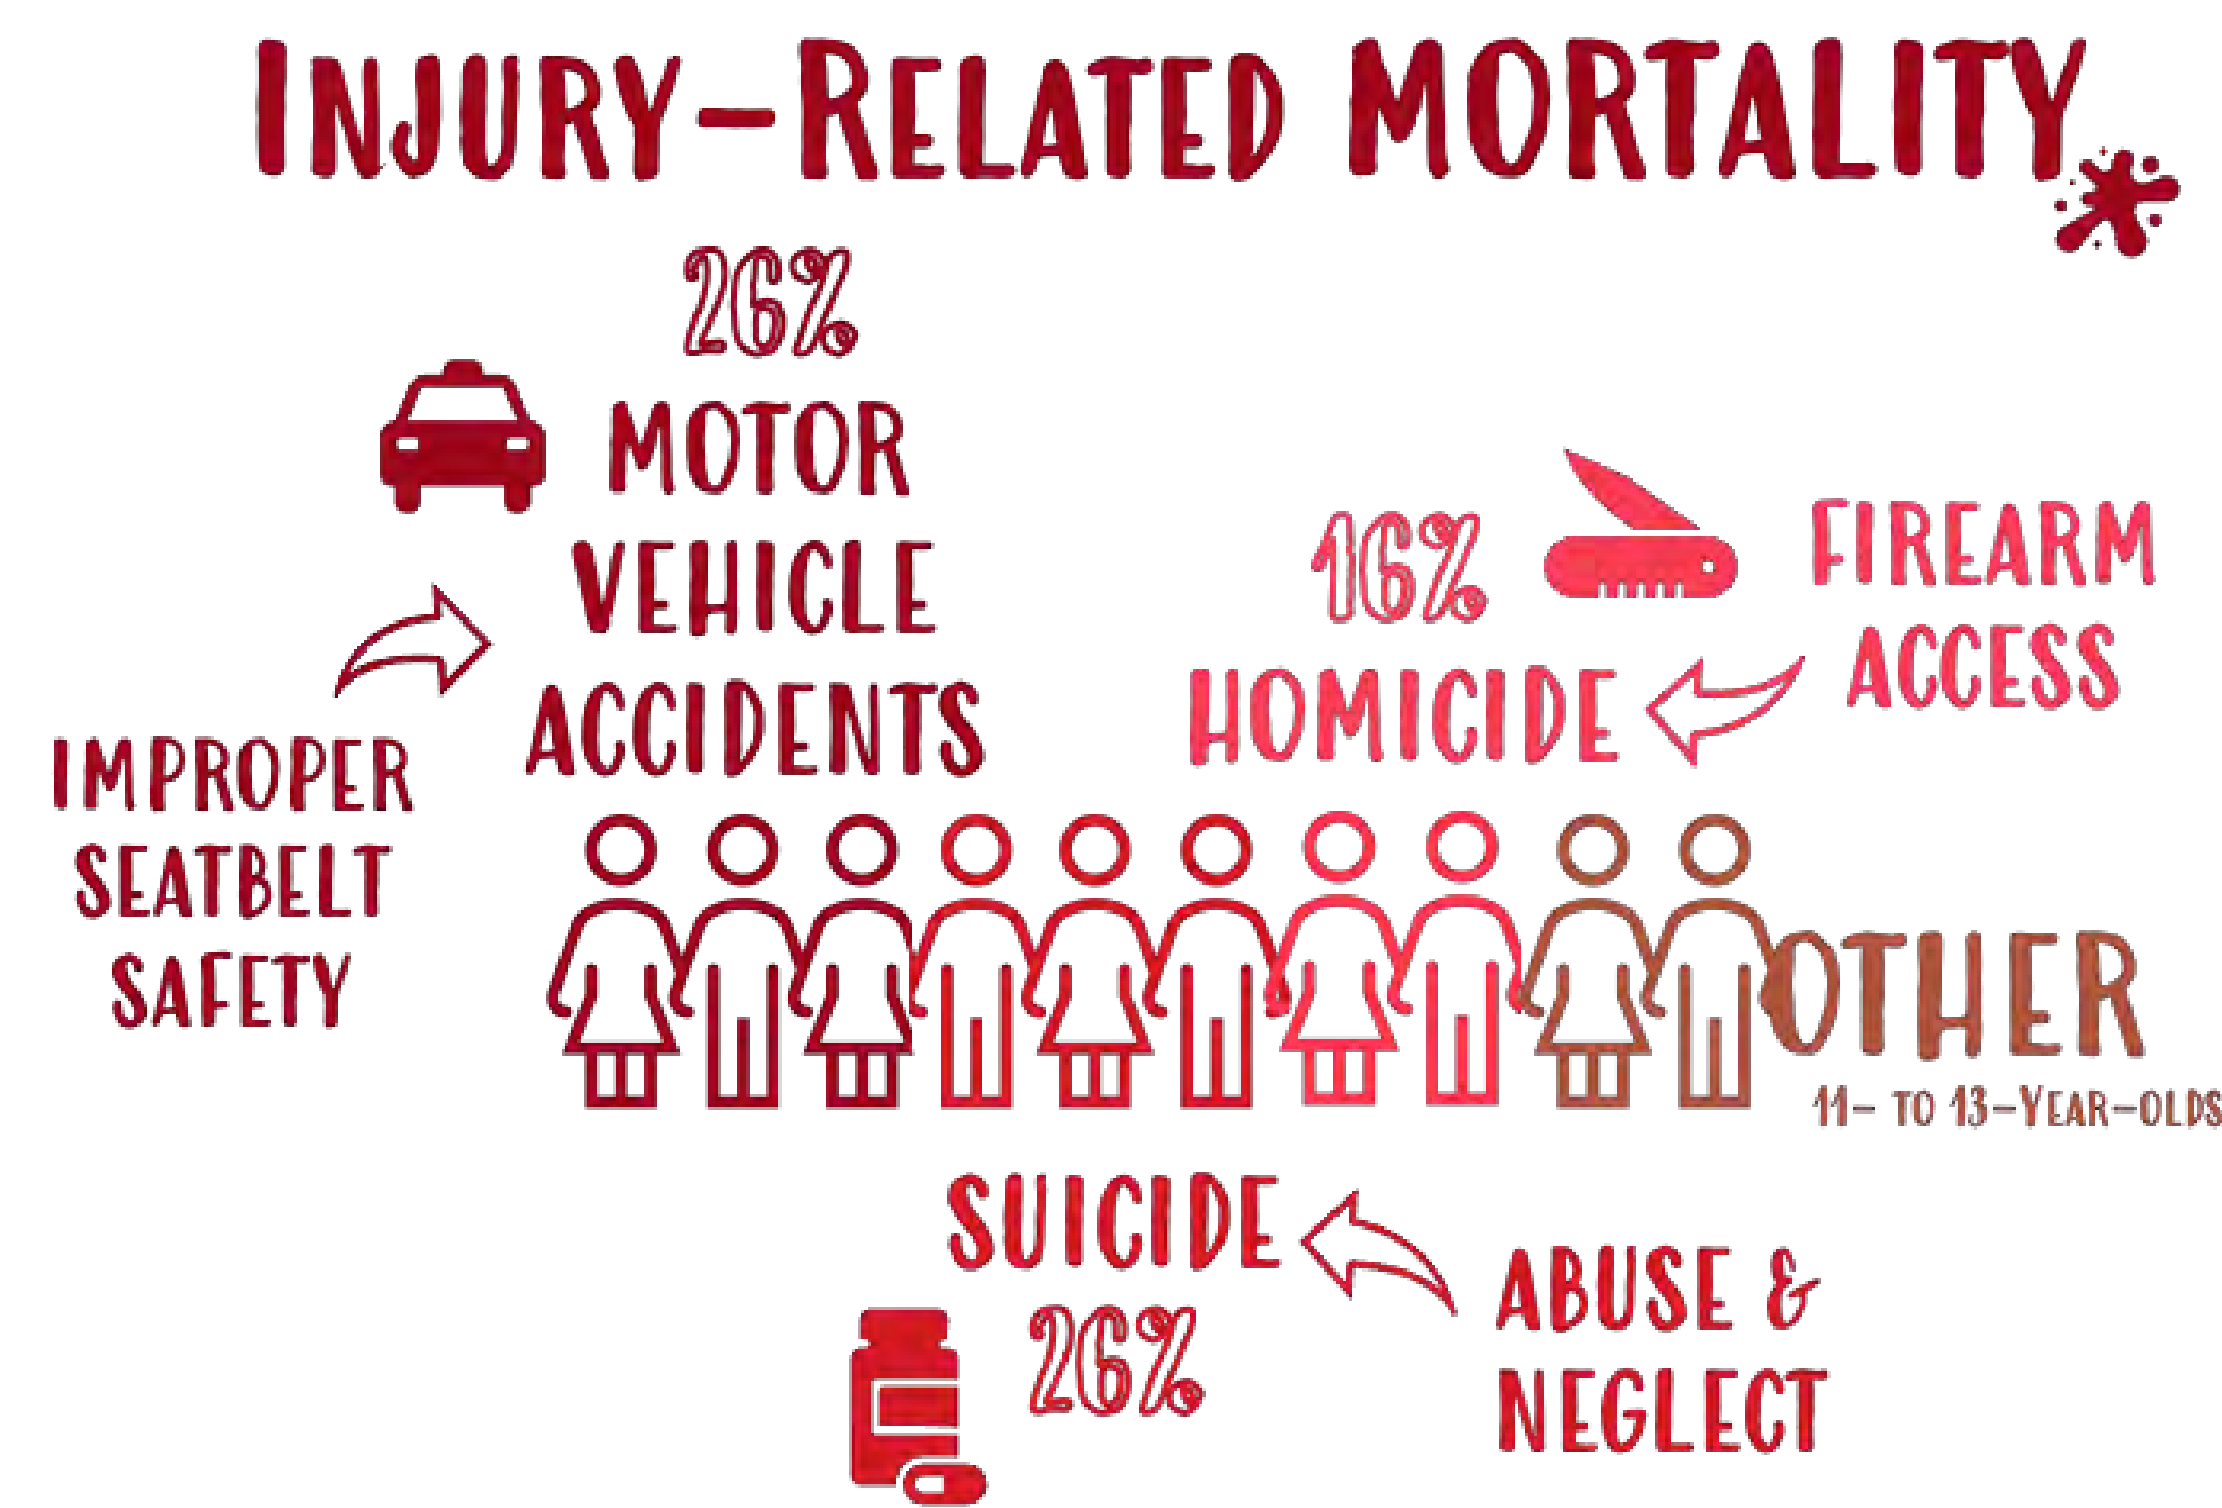 INJURY-RELATED MORTALITY
26%
MOTOR
VEHICLE
ACCIDENTS
IMPROPER
SEATBELT
SAFETY
16%
HOMICIDE
FIREARM
ACCESS
OTHER
11- TO 13-YEAR-OLDS
SUICIDE
26%
ABUSE &
NEGLECT